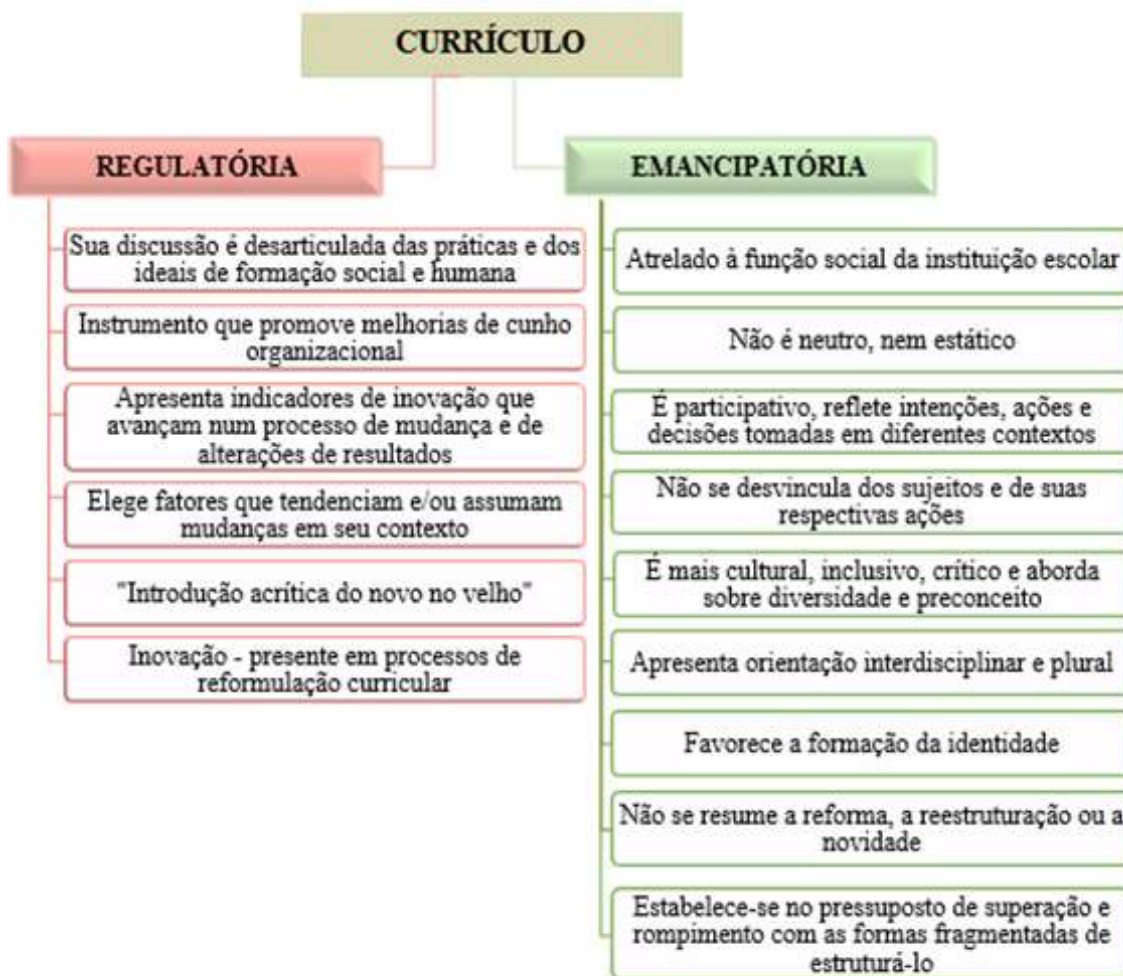 CURRÍCULO
REGULATÓRIA
Sua discussão é desarticulada das práticas e dos
ideais de formação social e humana
Instrumento que promove melhorias de cunho
organizacional
Apresenta indicadores de inovação que
avançam num processo de mudança e de
alterações de resultados
Elege fatores que tendenciam e/ou assumam
mudanças em seu contexto
"Introdução acrítica do novo no velho"
Inovação - presente em processos de
reformulação curricular
EMANCIPATÓRIA
Atrelado à função social da instituição escolar
Não é neutro, nem estático
É participativo, reflete intenções, ações e
decisões tomadas em diferentes contextos
Não se desvincula dos sujeitos e de suas
respectivas ações
É mais cultural, inclusivo, crítico e aborda
sobre diversidade e preconceito
Apresenta orientação interdisciplinar e plural
Favorece a formação da identidade
Não se resume a reforma, a reestruturação ou a
novidade
Estabelece-se no pressuposto de superação e
rompimento com as formas fragmentadas de
estruturá-lo